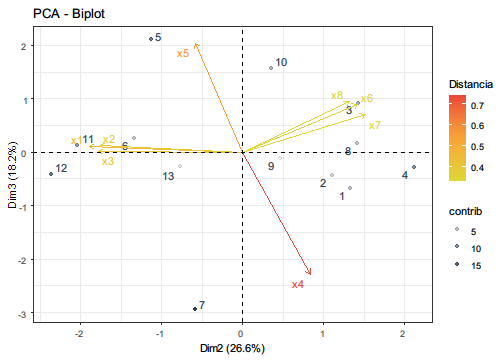 PCA - Biplot
Dim3 (18.2%)
2
1
0
-1
-2
-3
5
x5
10
x8
x6
3
x7
x1
11
x2
6
8
x3
9
12
13
2
4
1
x4
7
-2
-1
0
1
2
Dim2 (26.6%)
Distancia
0.7
0.6
0.5
0.4
contrib
5
10
15